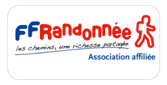 FFRandonnée
les chemins, une richesse partagée
Association affiliée